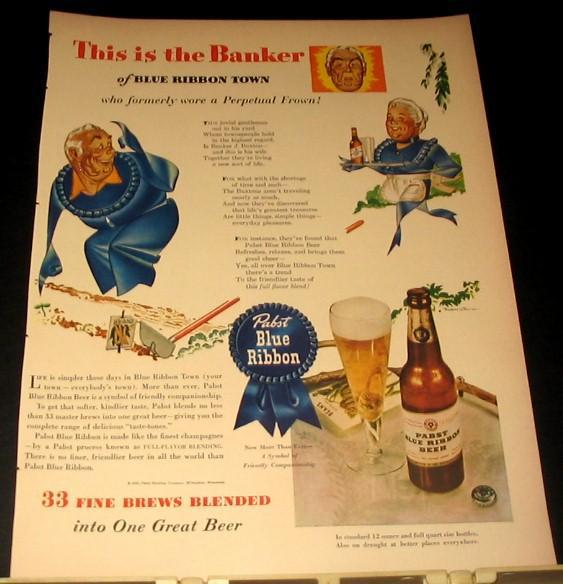 This is the Banker
of BLUE RIBBON TOWN
who formerly wore a Perpetual Frown!
THIS jovial gentleman
out in his yard
Whom townspeople hold
in the highest regard,
Is Banker J. Buxton—
and this is his wife
Together they're living
a new sort of life.
FOR what with the shortage
of time and such—
The Buxtons aren't traveling
nearly as much,
And now they've discovered
that life's greatest treasures
Are little things, simple things—
everyday pleasures.
FOR instance, they've found that
Pabst Blue Ribbon Beer
Refreshes, relaxes, and brings them
good cheer—
Yes, all over Blue Ribbon Town
there's a trend
To the friendlier taste of
this full flavor blend!
Pabst
Blue
Ribbon
LIFE is simpler these days in Blue Ribbon Town (your
town—everybody's town). More than ever, Pabst
Blue Ribbon Beer is a symbol of friendly companionship.
To get that softer, kindlier taste, Pabst blends no less
than 33 master brews into one great beer—giving you the
complete range of delicious "taste-tones."
Pabst Blue Ribbon is made like the finest champagnes
—by a Pabst process known as FULL-FLAVOR BLENDING.
There is no finer, friendlier beer in all the world than
Pabst Blue Ribbon.
Now More Than Ever—
A Symbol of
Friendly Companionship
PABST
BLUE RIBBON
BEER
33 FINE BREWS BLENDED
into One Great Beer
In standard 12 ounce and full quart size bottles.
Also on draught at better places everywhere.